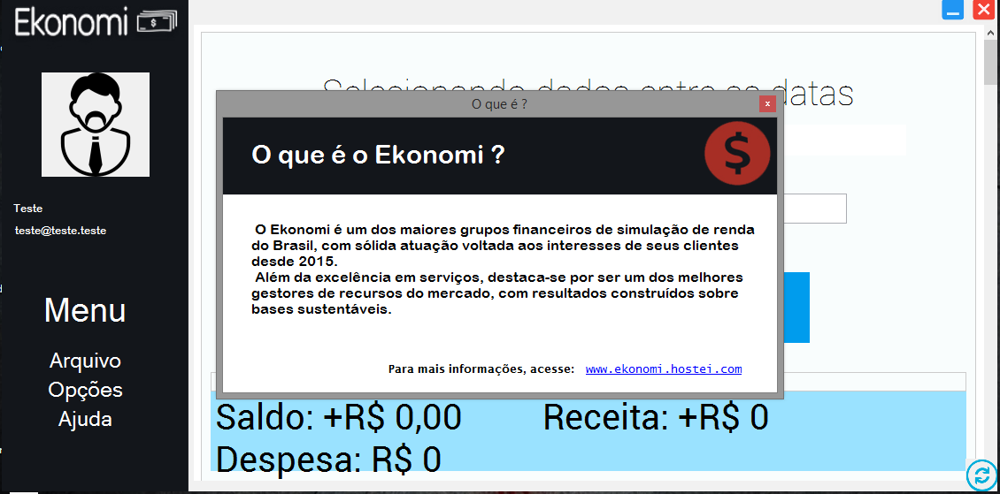 Ekonomi
Teste
teste@teste.teste
Menu
Arquivo
Opções
Ajuda
Selecionando dados entre as datas
O que é ?
x
O que é o Ekonomi ?
$
O Ekonomi é um dos maiores grupos financeiros de simulação de renda
do Brasil, com sólida atuação voltada aos interesses de seus clientes
desde 2015.
Além da excelência em serviços, destaca-se por ser um dos melhores
gestores de recursos do mercado, com resultados construídos sobre
bases sustentáveis.
Para mais informações, acesse: www.ekonomi.hostei.com
Saldo: +R$ 0,00 Receita: +R$ 0
Despesa: R$ 0